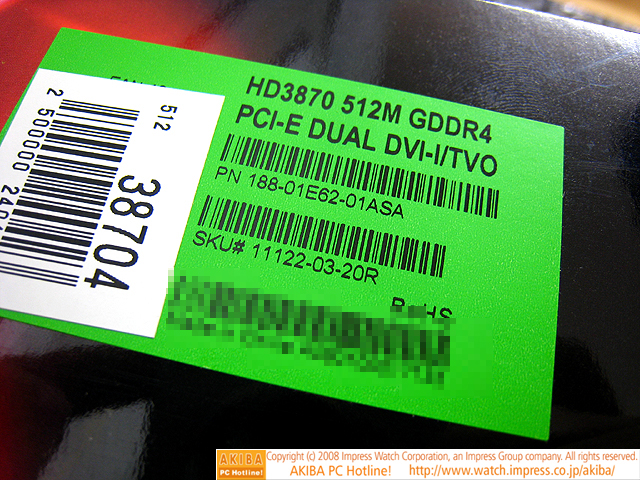 HD3870 512M GDDR4
PCI-E DUAL DVI-I/TVO
PN 188-01E62-01ASA
SKU# 11122-03-20R
RoHS
512
38704
2 500000 240
AKIBA
PC Hotline!
Copyright (c) 2008 Impress Watch Corporation, an Impress Group company. All rights reserved.
AKIBA PC Hotline! http://www.watch.impress.co.jp/akiba/